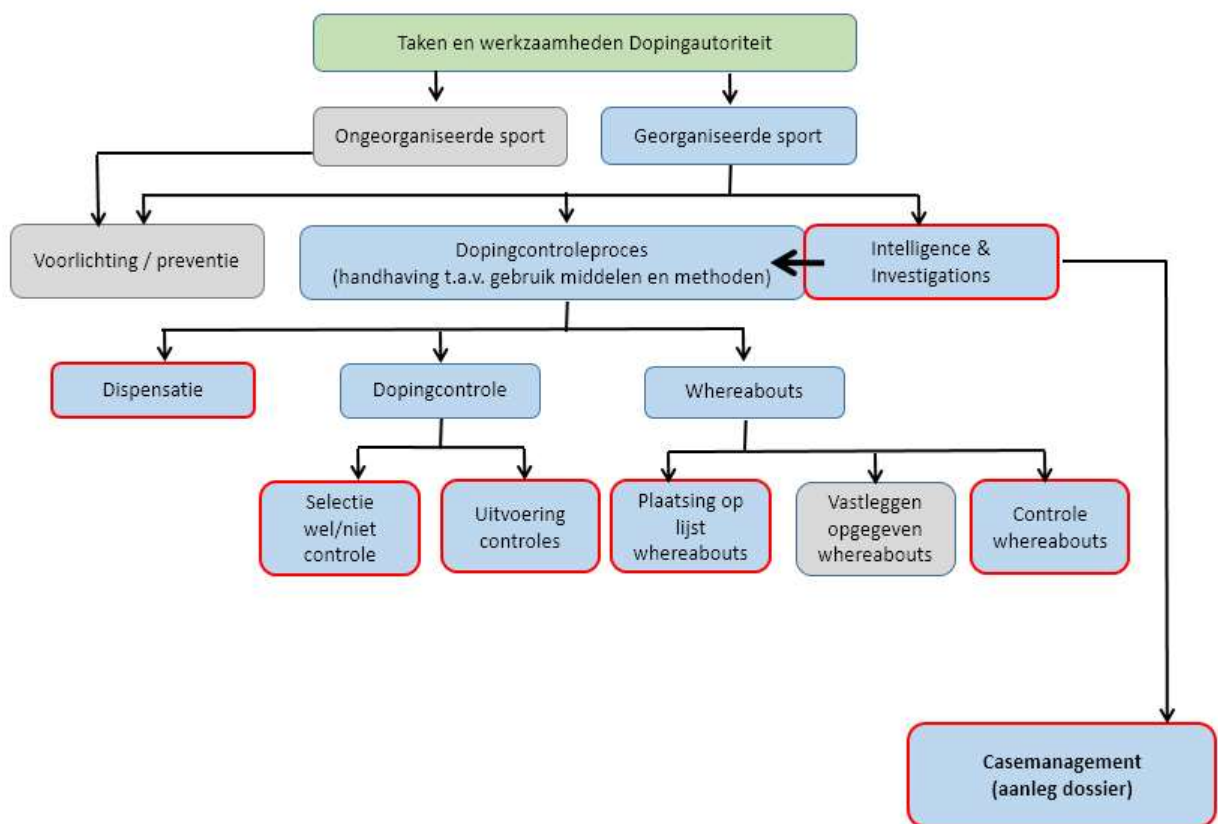 Taken en werkzaamheden Dopingautoriteit
Ongeorganiseerde sport
Georganiseerde sport
Voorlichting / preventie
Dopingcontroleproces
(handhaving t.a.v. gebruik middelen en methoden)
Intelligence &
Investigations
Dispensatie
Dopingcontrole
Whereabouts
Selectie
wel/niet
controle
Uitvoering
controles
Plaatsing op
lijst
whereabouts
Vastleggen
opgegeven
whereabouts
Controle
whereabouts
Casemanagement
(aanleg dossier)